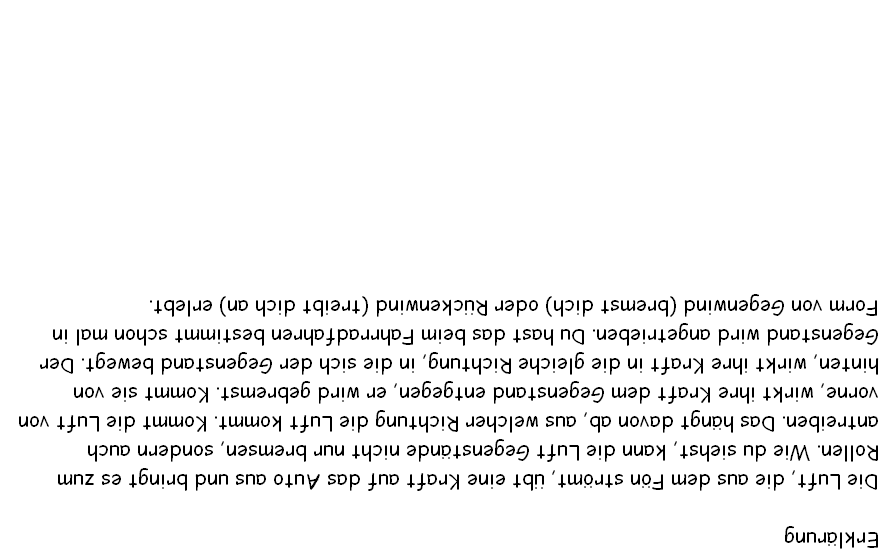 Erklärung
Die Luft, die aus dem Fön strömt, übt eine Kraft auf das Auto aus und bringt es zum
Rollen. Wie du siehst, kann die Luft Gegenstände nicht nur bremsen, sondern auch
antreiben. Das hängt davon ab, aus welcher Richtung die Luft kommt. Kommt die Luft von
vorne, wirkt ihre Kraft dem Gegenstand entgegen, er wird gebremst. Kommt sie von
hinten, wirkt ihre Kraft in die gleiche Richtung, in die sich der Gegenstand bewegt. Der
Gegenstand wird angetrieben. Du hast das beim Fahrradfahren bestimmt schon mal in
Form von Gegenwind (bremst dich) oder Rückenwind (treibt dich an) erlebt.